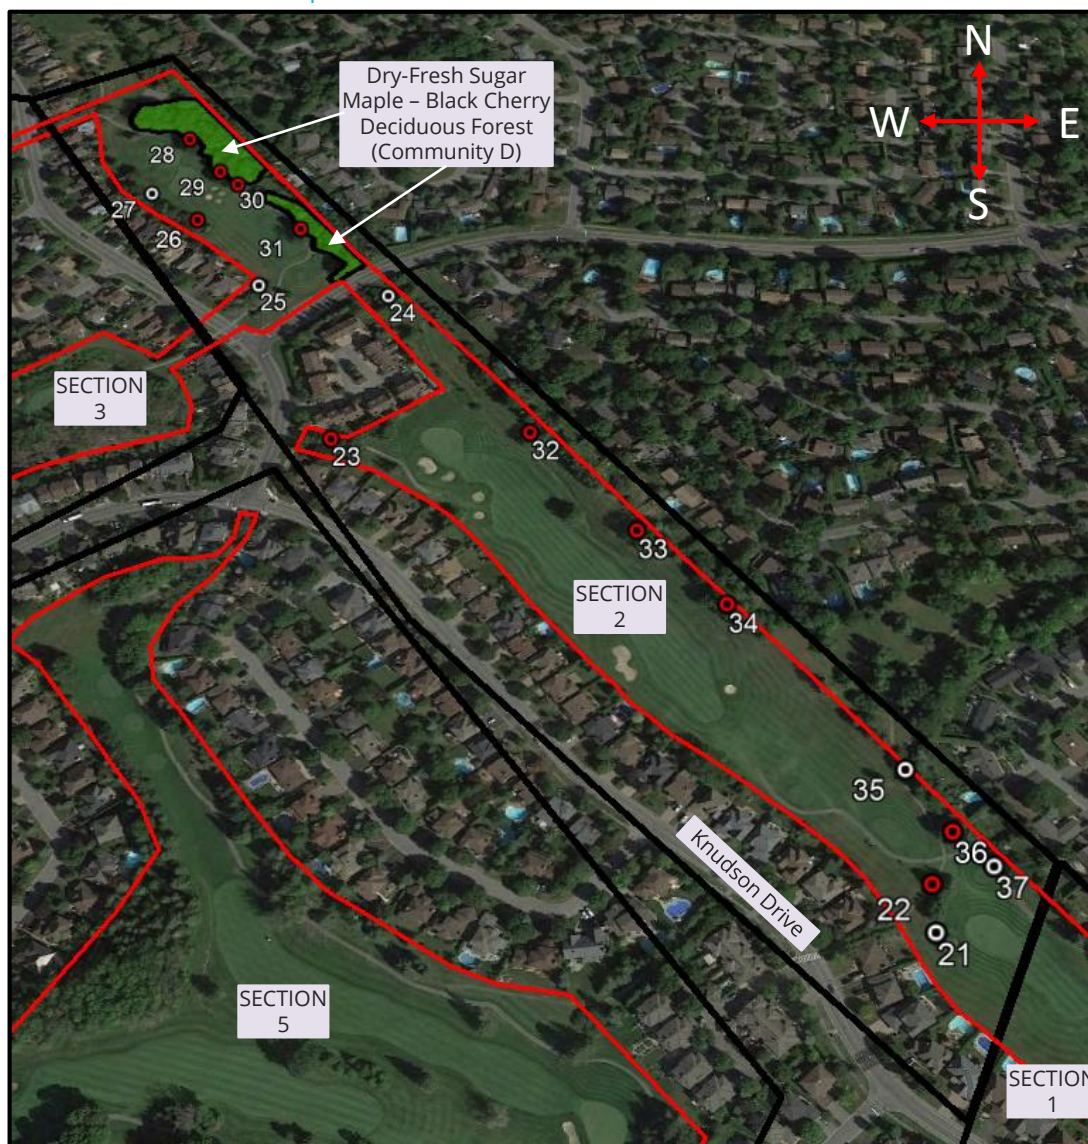 N
W E
S
Dry-Fresh Sugar
Maple – Black Cherry
Deciduous Forest
(Community D)
28
29
30
27
26
31
25
24
SECTION
3
23
32
33
SECTION
2
34
35
36
37
22
21
Knudson Drive
SECTION
5
SECTION
1